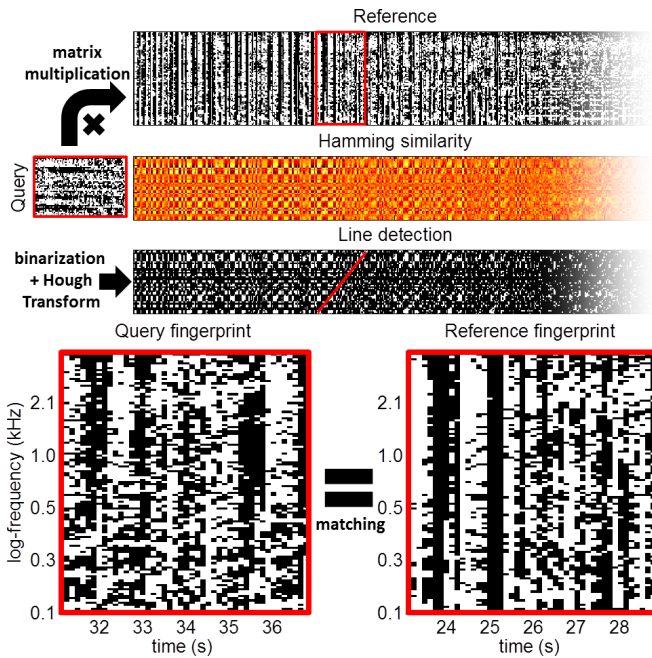 Reference
matrix
multiplication
Hamming similarity
Query
Line detection
binarization
+ Hough
Transform
Query fingerprint
Reference fingerprint
log-frequency (kHz)
2.1
1.0
0.5
0.3
0.1
32 33 34 35 36
time (s)
matching
2.1
1.0
0.5
0.3
0.1
24 25 26 27 28
time (s)